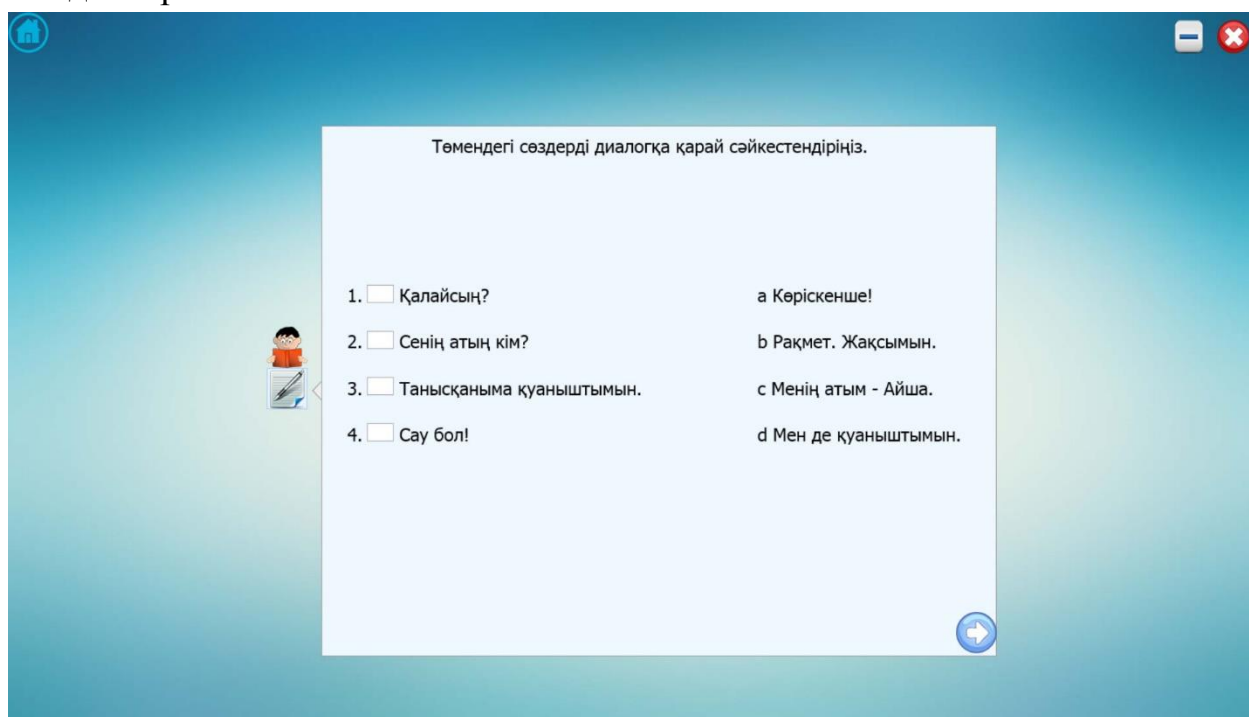 Төмендегі сөздерді диалогқа қарай сәйкестендіріңіз.
1. Қалайсың? a Көріскенше!
2. Сенің атың кім? b Рақмет. Жақсымын.
3. Танысқаныма қуаныштымын. c Менің атым - Айша.
4. Сау бол! d Мен де қуаныштымын.